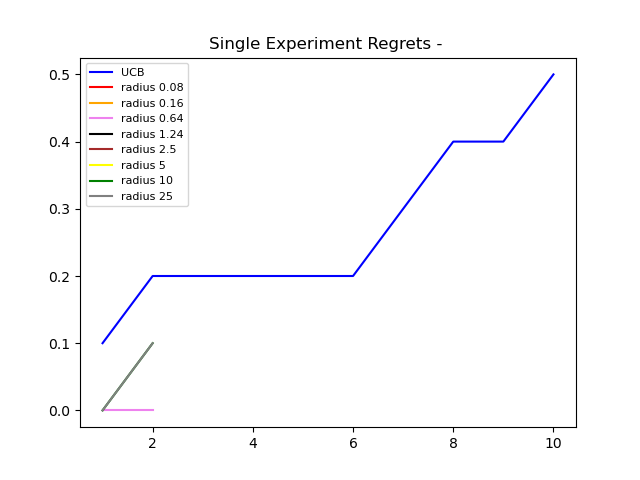 Single Experiment Regrets -
UCB
radius 0.08
radius 0.16
radius 0.64
radius 1.24
radius 2.5
radius 5
radius 10
radius 25
0.5
0.4
0.3
0.2
0.1
0.0
2 4 6 8 10